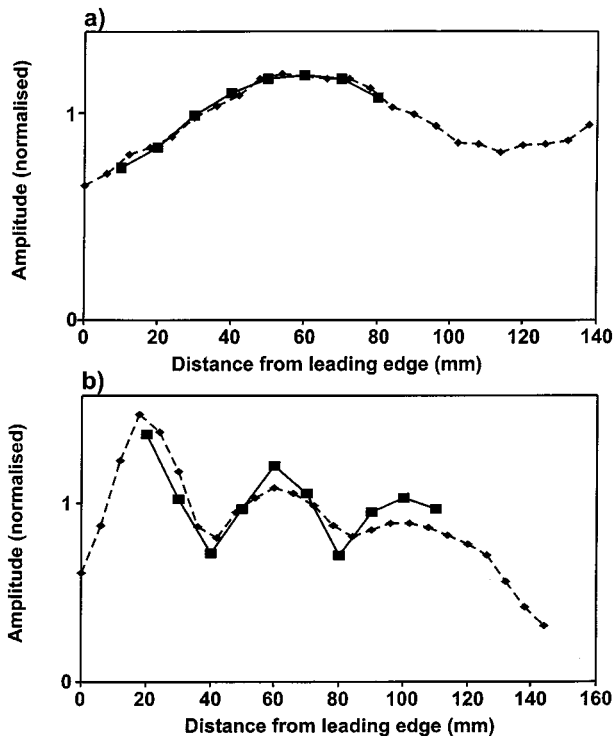 a)
Amplitude (normalised)
1
0
0 20 40 60 80 100 120 140
Distance from leading edge (mm)
b)
Amplitude (normalised)
1
0
0 20 40 60 80 100 120 140 160
Distance from leading edge (mm)